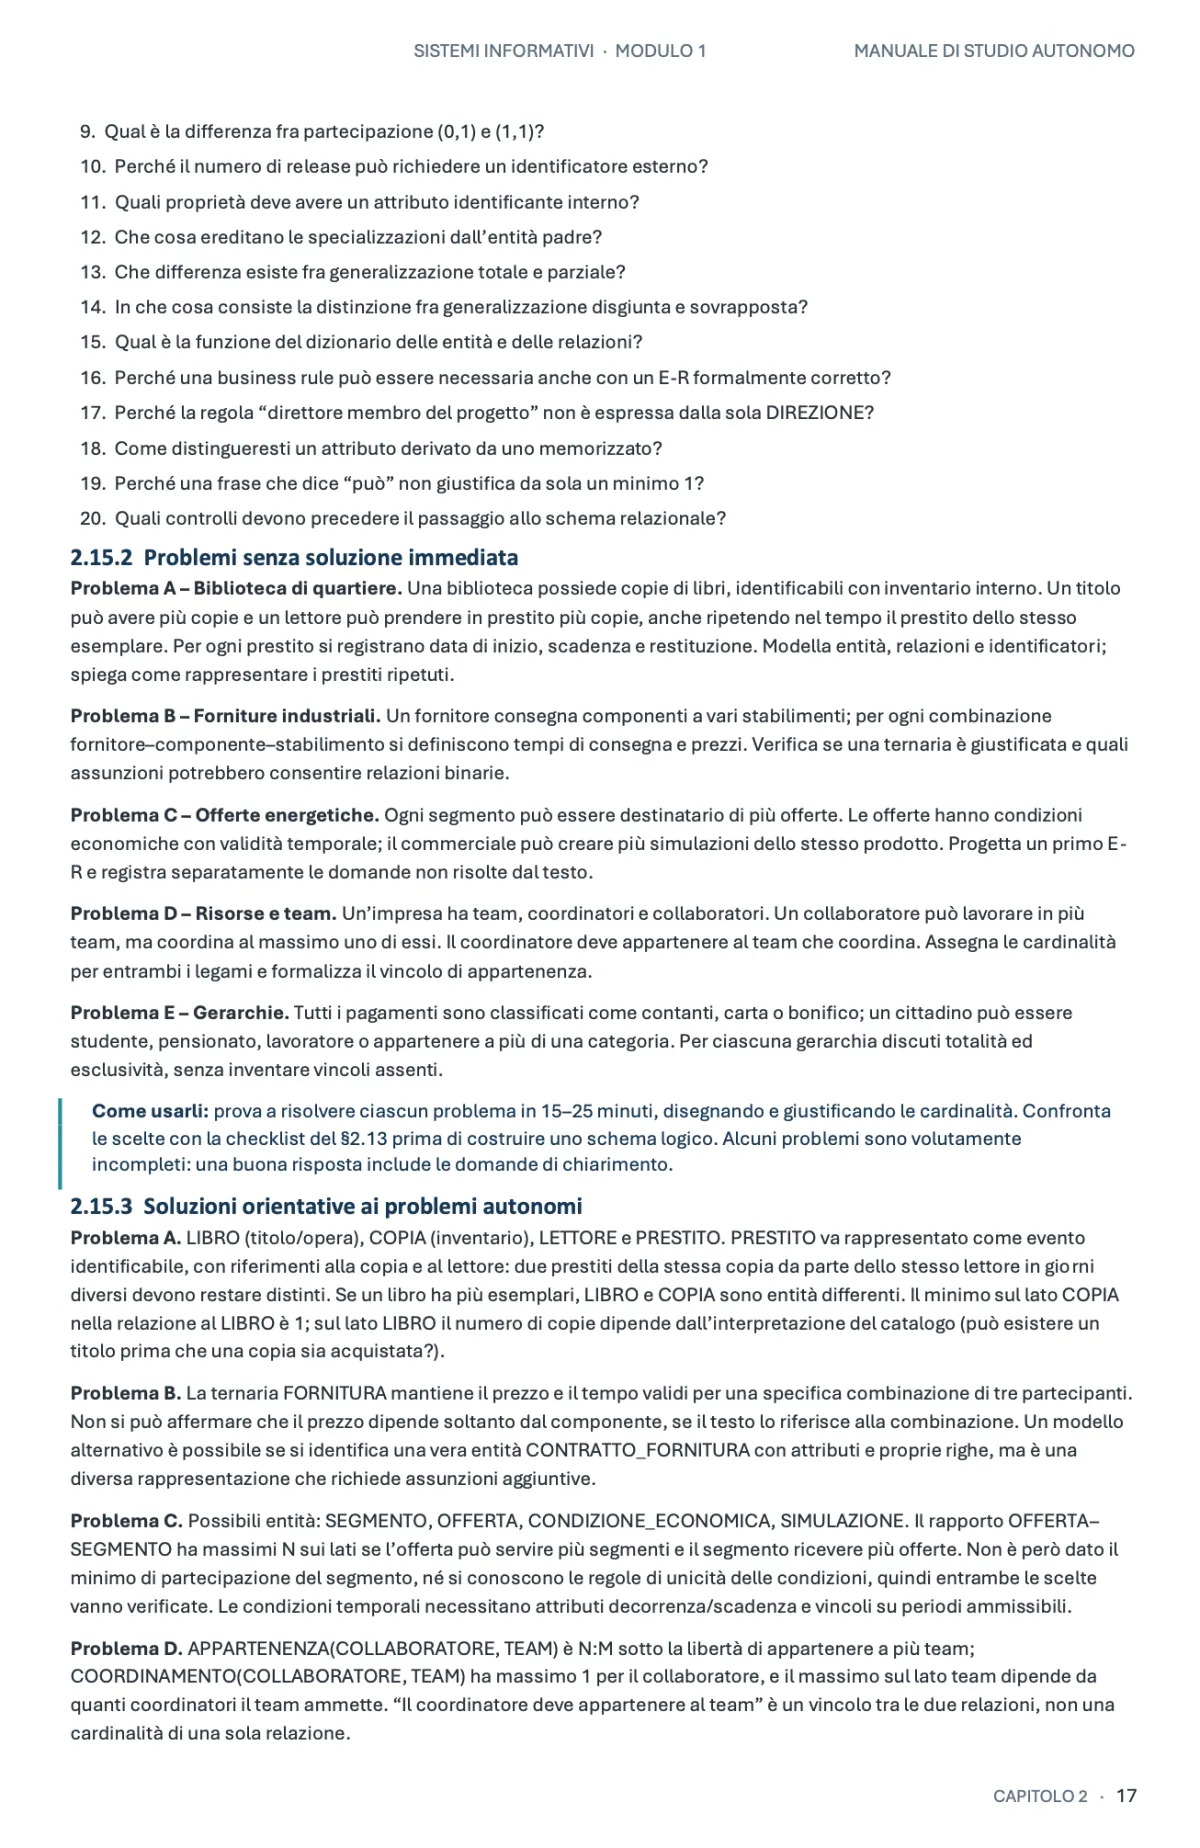 SISTEMI INFORMATIVI · MODULO 1 MANUALE DI STUDIO AUTONOMO
9. Qual è la differenza fra partecipazione (0,1) e (1,1)?
10. Perché il numero di release può richiedere un identificatore esterno?
11. Quali proprietà deve avere un attributo identificante interno?
12. Che cosa ereditano le specializzazioni dall’entità padre?
13. Che differenza esiste fra generalizzazione totale e parziale?
14. In che cosa consiste la distinzione fra generalizzazione disgiunta e sovrapposta?
15. Qual è la funzione del dizionario delle entità e delle relazioni?
16. Perché una business rule può essere necessaria anche con un E-R formalmente corretto?
17. Perché la regola “direttore membro del progetto” non è espressa dalla sola DIREZIONE?
18. Come distingueresti un attributo derivato da uno memorizzato?
19. Perché una frase che dice “può” non giustifica da sola un minimo 1?
20. Quali controlli devono precedere il passaggio allo schema relazionale?
2.15.2 Problemi senza soluzione immediata
Problema A – Biblioteca di quartiere. Una biblioteca possiede copie di libri, identificabili con inventario interno. Un titolo
può avere più copie e un lettore può prendere in prestito più copie, anche ripetendo nel tempo il prestito dello stesso
esemplare. Per ogni prestito si registrano data di inizio, scadenza e restituzione. Modella entità, relazioni e identificatori;
spiega come rappresentare i prestiti ripetuti.
Problema B – Forniture industriali. Un fornitore consegna componenti a vari stabilimenti; per ogni combinazione
fornitore–componente–stabilimento si definiscono tempi di consegna e prezzi. Verifica se una ternaria è giustificata e quali
assunzioni potrebbero consentire relazioni binarie.
Problema C – Offerte energetiche. Ogni segmento può essere destinatario di più offerte. Le offerte hanno condizioni
economiche con validità temporale; il commerciale può creare più simulazioni dello stesso prodotto. Progetta un primo E-
R e registra separatamente le domande non risolte dal testo.
Problema D – Risorse e team. Un’impresa ha team, coordinatori e collaboratori. Un collaboratore può lavorare in più
team, ma coordina al massimo uno di essi. Il coordinatore deve appartenere al team che coordina. Assegna le cardinalità
per entrambi i legami e formalizza il vincolo di appartenenza.
Problema E – Gerarchie. Tutti i pagamenti sono classificati come contanti, carta o bonifico; un cittadino può essere
studente, pensionato, lavoratore o appartenere a più di una categoria. Per ciascuna gerarchia discuti totalità ed
esclusività, senza inventare vincoli assenti.
Come usarli: prova a risolvere ciascun problema in 15–25 minuti, disegnando e giustificando le cardinalità. Confronta
le scelte con la checklist del §2.13 prima di costruire uno schema logico. Alcuni problemi sono volutamente
incompleti: una buona risposta include le domande di chiarimento.
2.15.3 Soluzioni orientative ai problemi autonomi
Problema A. LIBRO (titolo/opera), COPIA (inventario), LETTORE e PRESTITO. PRESTITO va rappresentato come evento
identificabile, con riferimenti alla copia e al lettore: due prestiti della stessa copia da parte dello stesso lettore in giorni
diversi devono restare distinti. Se un libro ha più esemplari, LIBRO e COPIA sono entità differenti. Il minimo sul lato COPIA
nella relazione al LIBRO è 1; sul lato LIBRO il numero di copie dipende dall’interpretazione del catalogo (può esistere un
titolo prima che una copia sia acquistata?).
Problema B. La ternaria FORNITURA mantiene il prezzo e il tempo validi per una specifica combinazione di tre partecipanti.
Non si può affermare che il prezzo dipende soltanto dal componente, se il testo lo riferisce alla combinazione. Un modello
alternativo è possibile se si identifica una vera entità CONTRATTO_FORNITURA con attributi e proprie righe, ma è una
diversa rappresentazione che richiede assunzioni aggiuntive.
Problema C. Possibili entità: SEGMENTO, OFFERTA, CONDIZIONE_ECONOMICA, SIMULAZIONE. Il rapporto OFFERTA–
SEGMENTO ha massimi N sui lati se l’offerta può servire più segmenti e il segmento ricevere più offerte. Non è però dato il
minimo di partecipazione del segmento, né si conoscono le regole di unicità delle condizioni, quindi entrambe le scelte
vanno verificate. Le condizioni temporali necessitano attributi decorrenza/scadenza e vincoli su periodi ammissibili.
Problema D. APPARTENENZA(COLLABORATORE, TEAM) è N:M sotto la libertà di appartenere a più team;
COORDINAMENTO(COLLABORATORE, TEAM) ha massimo 1 per il collaboratore, e il massimo sul lato team dipende da
quanti coordinatori il team ammette. “Il coordinatore deve appartenere al team” è un vincolo tra le due relazioni, non una
cardinalità di una sola relazione.
CAPITOLO 2 · 17